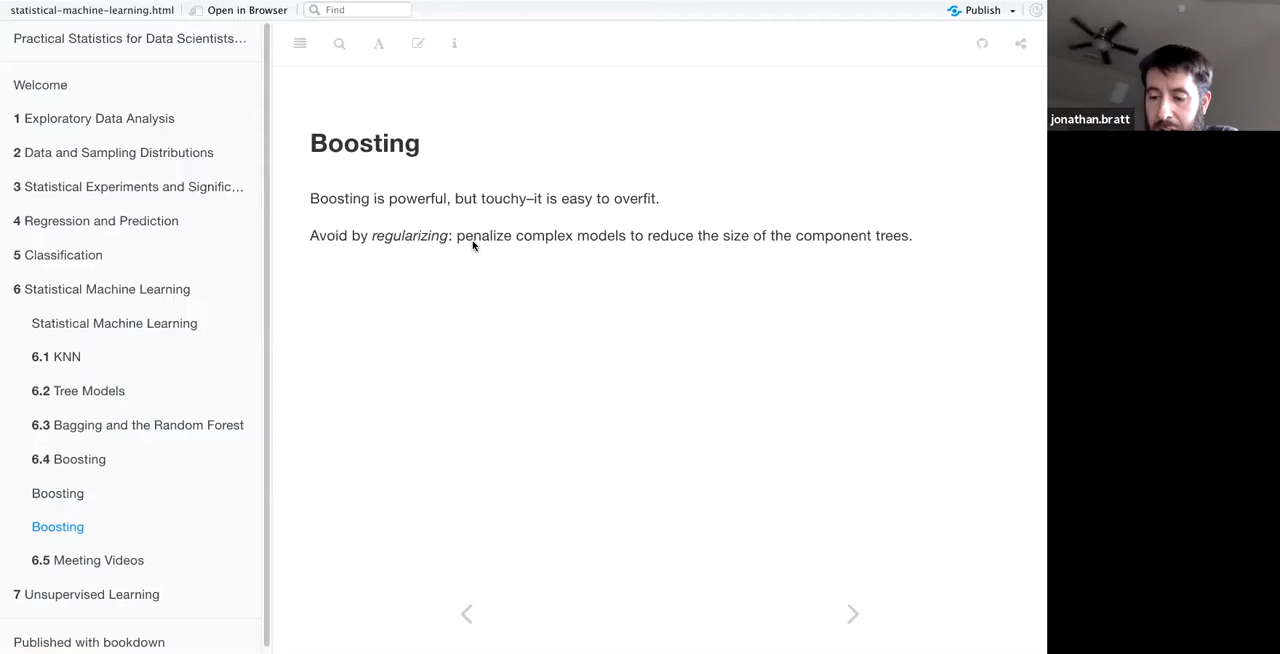 statistical-machine-learning.html
Open in Browser
Find
Publish
Practical Statistics for Data Scientists…
Welcome
1 Exploratory Data Analysis
2 Data and Sampling Distributions
3 Statistical Experiments and Signific…
4 Regression and Prediction
5 Classification
6 Statistical Machine Learning
Statistical Machine Learning
6.1 KNN
6.2 Tree Models
6.3 Bagging and the Random Forest
6.4 Boosting
Boosting
Boosting
6.5 Meeting Videos
7 Unsupervised Learning
Published with bookdown
Boosting
Boosting is powerful, but touchy–it is easy to overfit.
Avoid by regularizing: penalize complex models to reduce the size of the component trees.
jonathan.bratt